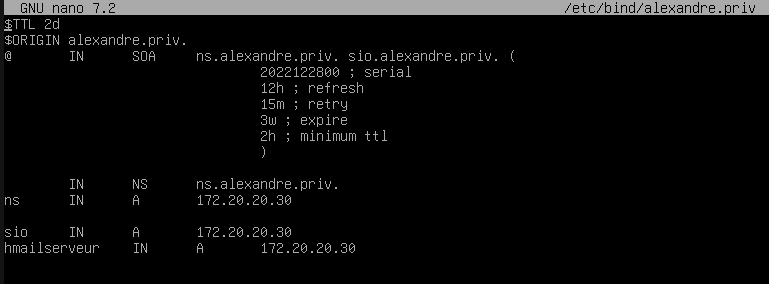 GNU nano 7.2 /etc/bind/alexandre.priv
$TTL 2d
$ORIGIN alexandre.priv.
@ IN SOA ns.alexandre.priv. sio.alexandre.priv. (
2022122800 ; serial
12h ; refresh
15m ; retry
3w ; expire
2h ; minimum ttl
)
IN NS ns.alexandre.priv.
ns IN A 172.20.20.30
sio IN A 172.20.20.30
hmailserveur IN A 172.20.20.30